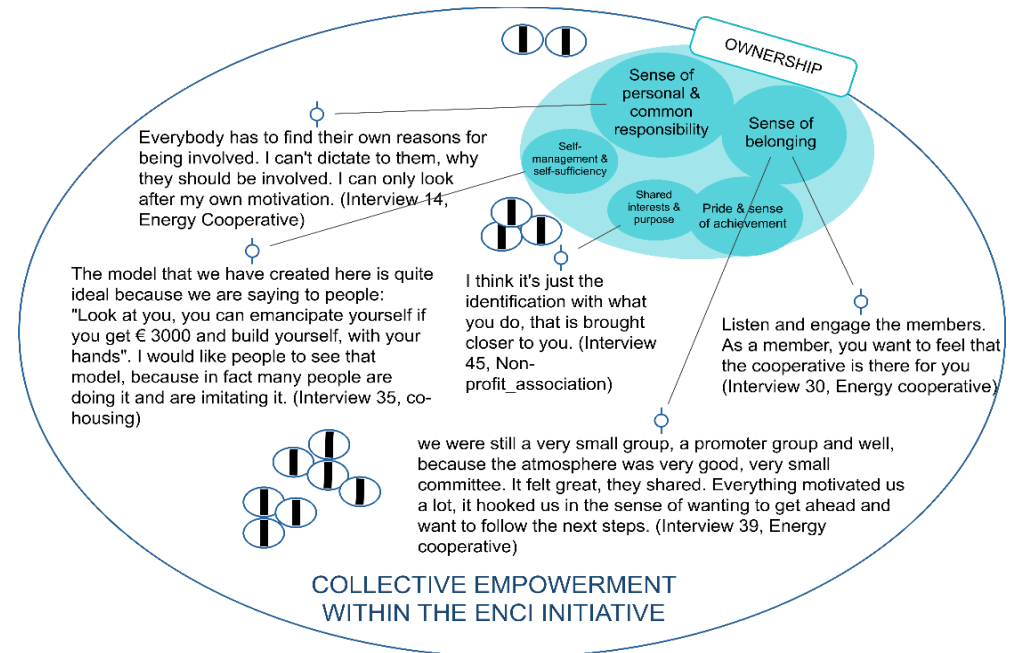 OWNERSHIP
Sense of
personal &
common
responsibility
Sense of
belonging
Self-
management &
self-sufficiency
Shared
interests &
purpose
Pride & sense
of achievement
Everybody has to find their own reasons for
being involved. I can't dictate to them, why
they should be involved. I can only look
after my own motivation. (Interview 14,
Energy Cooperative)
The model that we have created here is quite
ideal because we are saying to people:
"Look at you, you can emancipate yourself if
you get € 3000 and build yourself, with your
hands". I would like people to see that
model, because in fact many people are
doing it and are imitating it. (Interview 35, co-
housing)
I think it's just the
identification with what
you do, that is brought
closer to you. (Interview
45, Non-
profit_association)
Listen and engage the members.
As a member, you want to feel that
the cooperative is there for you
(Interview 30, Energy cooperative)
we were still a very small group, a promoter group and well,
because the atmosphere was very good, very small
committee. It felt great, they shared. Everything motivated us
a lot, it hooked us in the sense of wanting to get ahead and
want to follow the next steps. (Interview 39, Energy
cooperative)
COLLECTIVE EMPOWERMENT
WITHIN THE ENCI INITIATIVE